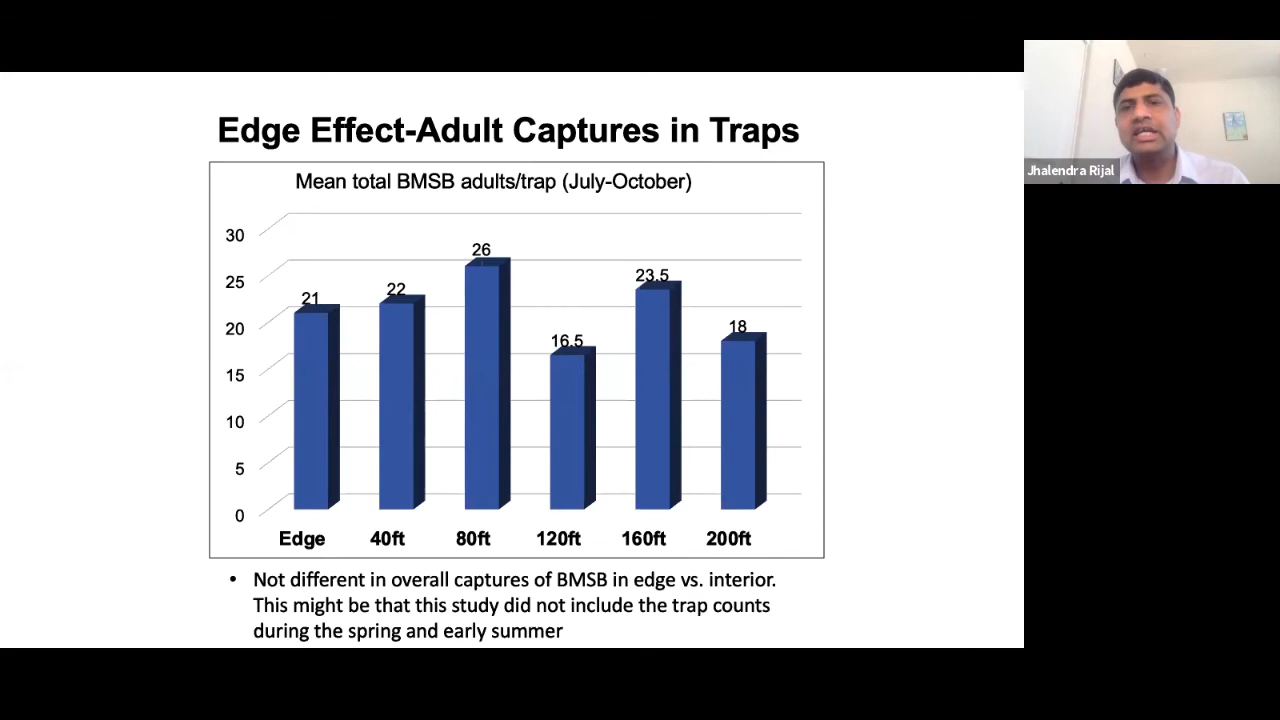 Edge Effect-Adult Captures in Traps
Mean total BMSB adults/trap (July-October)
30
25
20
15
10
5
0
21
22
26
16.5
23.5
18
Edge
40ft
80ft
120ft
160ft
200ft
• Not different in overall captures of BMSB in edge vs. interior.
This might be that this study did not include the trap counts
during the spring and early summer
Jhalendra Rijal